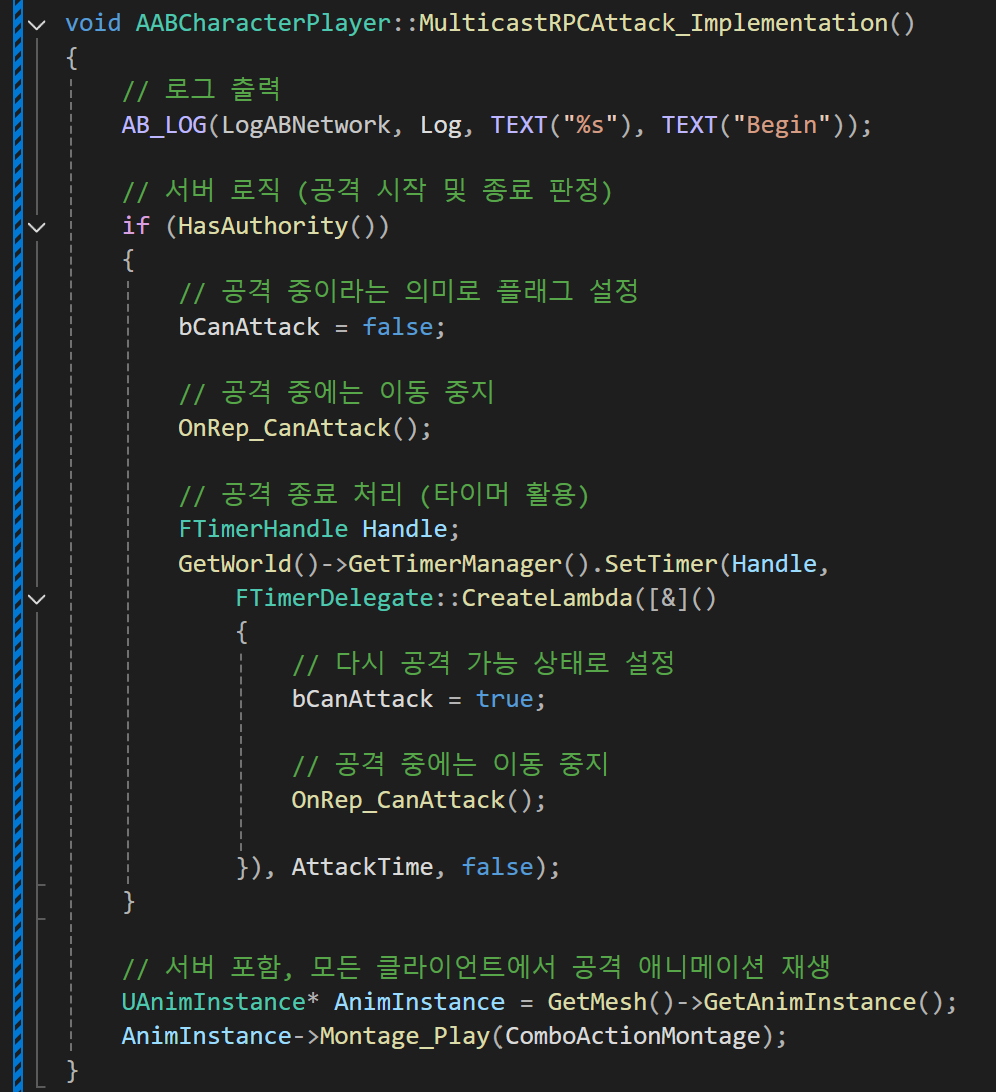 void AABCharacterPlayer::MulticastRPCAttack_Implementation()
{
// 로그 출력
AB_LOG(LogABNetwork, Log, TEXT("%s"), TEXT("Begin"));
// 서버 로직 (공격 시작 및 종료 판정)
if (HasAuthority())
{
// 공격 중이라는 의미로 플래그 설정
bCanAttack = false;
// 공격 중에는 이동 중지
OnRep_CanAttack();
// 공격 종료 처리 (타이머 활용)
FTimerHandle Handle;
GetWorld()->GetTimerManager().SetTimer(Handle,
FTimerDelegate::CreateLambda([&]()
{
// 다시 공격 가능 상태로 설정
bCanAttack = true;
// 공격 중에는 이동 중지
OnRep_CanAttack();
}), AttackTime, false);
}
// 서버 포함, 모든 클라이언트에서 공격 애니메이션 재생
UAnimInstance* AnimInstance = GetMesh()->GetAnimInstance();
AnimInstance->Montage_Play(ComboActionMontage);
}